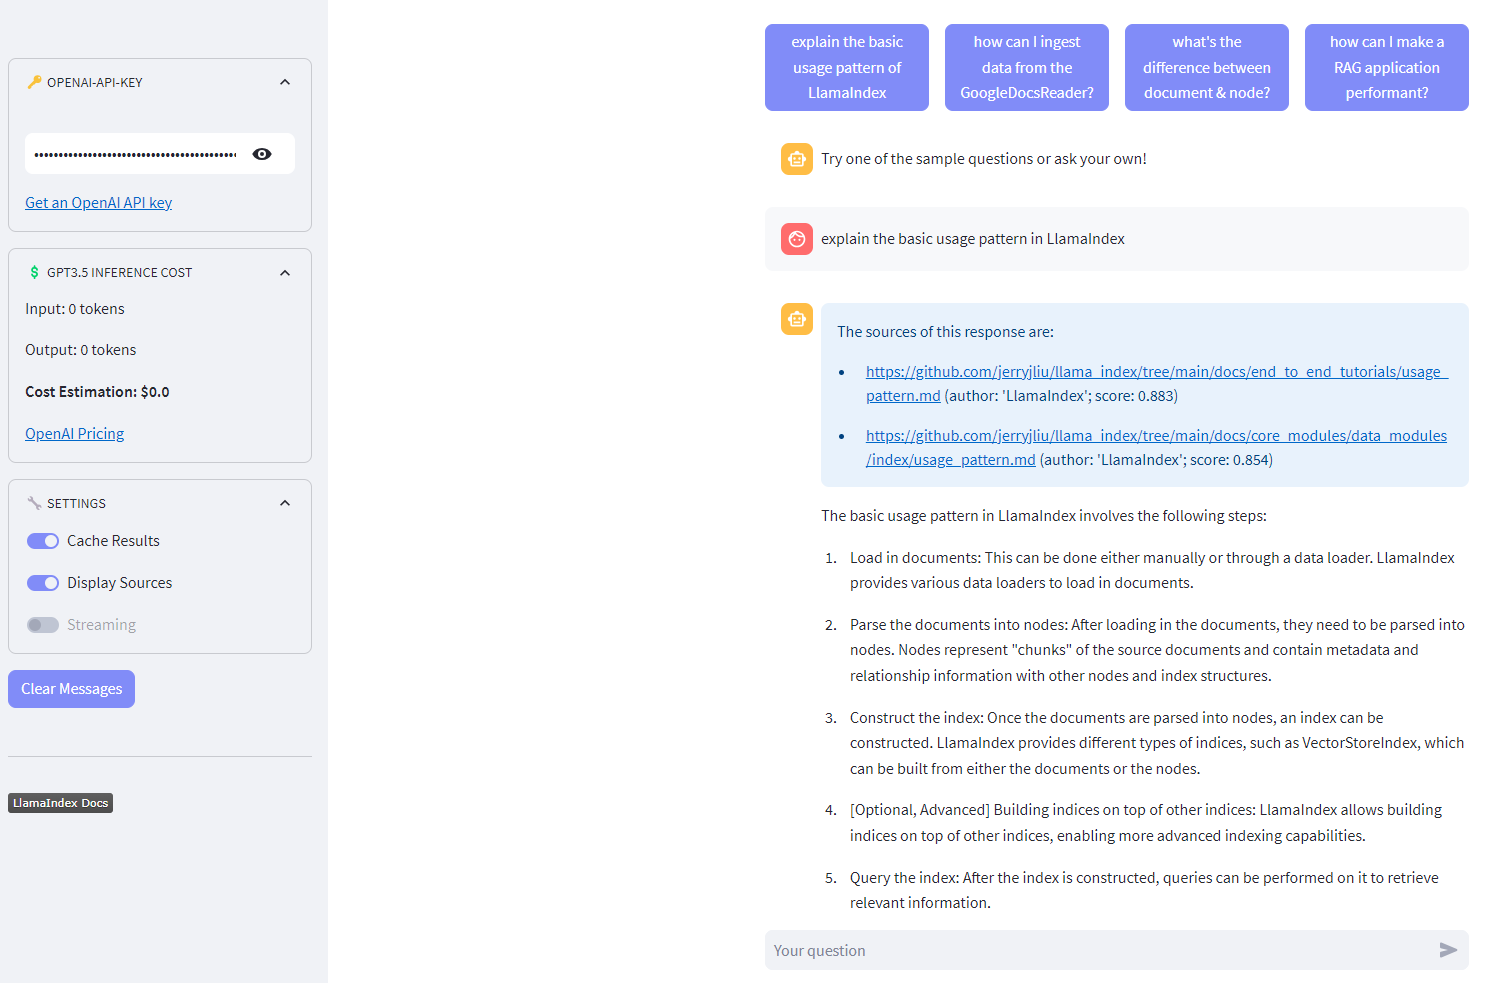 OPENAI-API-KEY
••••••••••••••••••••••••••••••••••••••••••
Get an OpenAI API key
$ GPT3.5 INFERENCE COST
Input: 0 tokens
Output: 0 tokens
Cost Estimation: $0.0
OpenAI Pricing
SETTINGS
Cache Results
Display Sources
Streaming
Clear Messages
LlamaIndex Docs
explain the basic
usage pattern of
LlamaIndex
how can I ingest
data from the
GoogleDocsReader?
what's the
difference between
document & node?
how can I make a
RAG application
performant?
Try one of the sample questions or ask your own!
explain the basic usage pattern in LlamaIndex
The sources of this response are:
• https://github.com/jerryjliu/llama_index/tree/main/docs/end_to_end_tutorials/usage_
pattern.md (author: 'LlamaIndex'; score: 0.883)
• https://github.com/jerryjliu/llama_index/tree/main/docs/core_modules/data_modules
/index/usage_pattern.md (author: 'LlamaIndex'; score: 0.854)
The basic usage pattern in LlamaIndex involves the following steps:
1. Load in documents: This can be done either manually or through a data loader. LlamaIndex
provides various data loaders to load in documents.
2. Parse the documents into nodes: After loading in the documents, they need to be parsed into
nodes. Nodes represent "chunks" of the source documents and contain metadata and
relationship information with other nodes and index structures.
3. Construct the index: Once the documents are parsed into nodes, an index can be
constructed. LlamaIndex provides different types of indices, such as VectorStoreIndex, which
can be built from either the documents or the nodes.
4. [Optional, Advanced] Building indices on top of other indices: LlamaIndex allows building
indices on top of other indices, enabling more advanced indexing capabilities.
5. Query the index: After the index is constructed, queries can be performed on it to retrieve
relevant information.
Your question